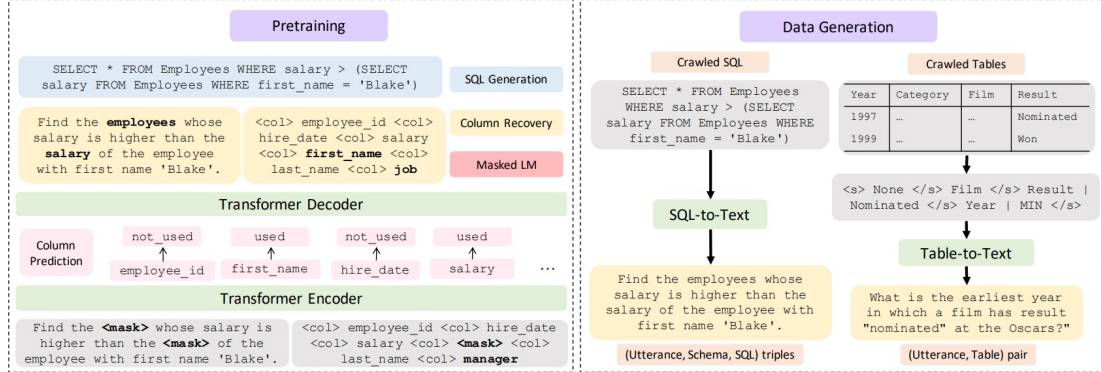 Pretraining
SELECT * FROM Employees WHERE salary > (SELECT
salary FROM Employees WHERE first_name = 'Blake')
SQL Generation
Find the employees whose
salary is higher than the
salary of the employee
with first name 'Blake'.
<col> employee_id <col>
hire_date <col> salary
<col> first_name <col>
last_name <col> job
Column Recovery
Masked LM
Transformer Decoder
Column
Prediction
not_used
used
not_used
used
employee_id
first_name
hire_date
salary
...
Transformer Encoder
Find the <mask> whose salary is
higher than the <mask> of the
employee with first name 'Blake'.
<col> employee_id <col> hire_date
<col> salary <col> <mask> <col>
last_name <col> manager
Data Generation
Crawled SQL
SELECT * FROM Employees
WHERE salary > (SELECT
salary FROM Employees WHERE
first_name = 'Blake')
SQL-to-Text
Find the employees whose
salary is higher than the
salary of the employee with
first name 'Blake'.
(Utterance, Schema, SQL) triples
Crawled Tables
Year Category Film Result
1997 … … Nominated
1999 … … Won
<s> None </s> Film </s> Result |
Nominated </s> Year | MIN </s>
Table-to-Text
What is the earliest year
in which a film has result
"nominated" at the Oscars?"
(Utterance, Table) pair